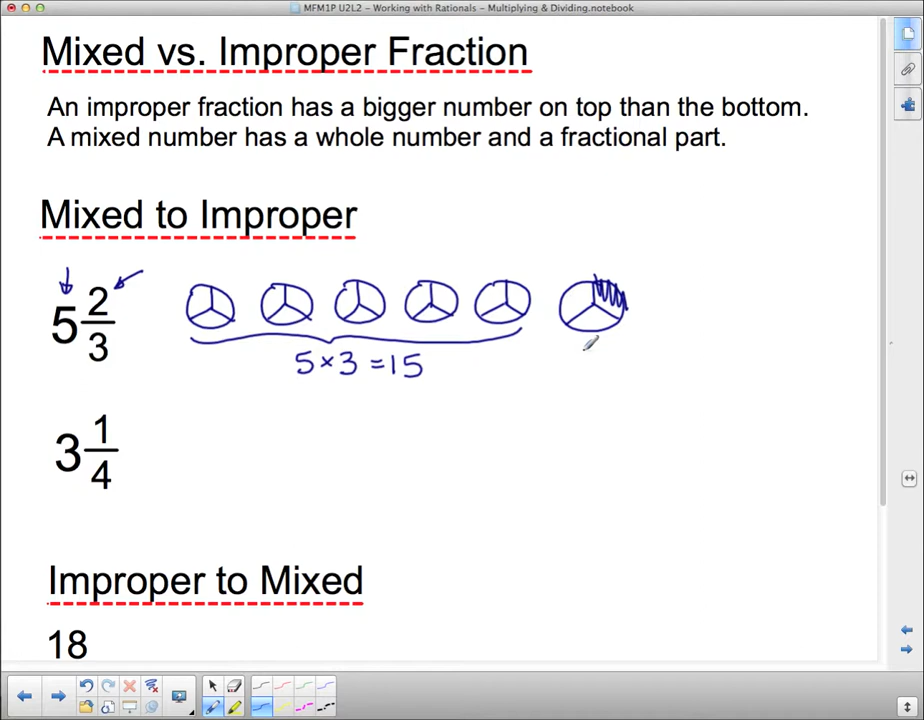 MFM1P U2L2 – Working with Rationals – Multiplying & Dividing.notebook
Mixed vs. Improper Fraction
An improper fraction has a bigger number on top than the bottom.
A mixed number has a whole number and a fractional part.
Mixed to Improper
5 2/3
5 × 3 = 15
3 1/4
Improper to Mixed
18